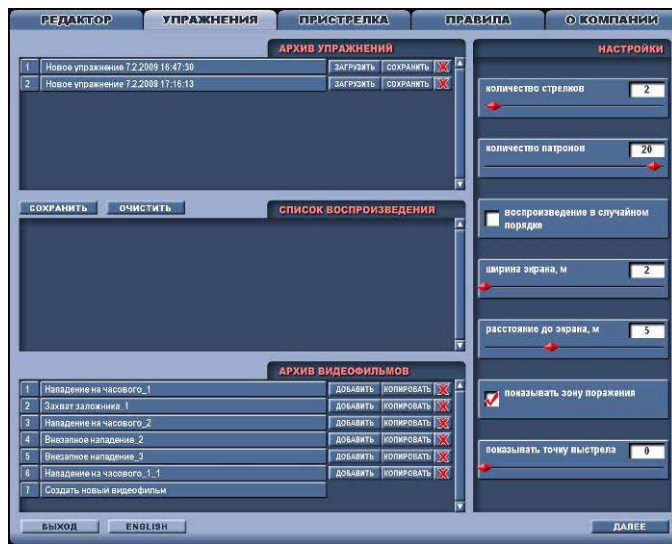 РЕДАКТОР УПРАЖНЕНИЯ ПРИСТРЕЛКА ПРАВИЛА О КОМПАНИИ
АРХИВ УПРАЖНЕНИЙ
1 Новое упражнение 7.2.2009 16:47:30 ЗАГРУЗИТЬ СОХРАНИТЬ X
2 Новое упражнение 7.2.2009 17:16:13 ЗАГРУЗИТЬ СОХРАНИТЬ X
СОХРАНИТЬ ОЧИСТИТЬ СПИСОК ВОСПРОИЗВЕДЕНИЯ
АРХИВ ВИДЕОФИЛЬМОВ
1 Нападение на часового_1 ДОБАВИТЬ КОПИРОВАТЬ X
2 Захват заложника_1 ДОБАВИТЬ КОПИРОВАТЬ X
3 Нападение на часового_2 ДОБАВИТЬ КОПИРОВАТЬ X
4 Внезапное нападение_2 ДОБАВИТЬ КОПИРОВАТЬ X
5 Внезапное нападение_3 ДОБАВИТЬ КОПИРОВАТЬ X
6 Нападение на часового_1_1 ДОБАВИТЬ КОПИРОВАТЬ X
7 Создать новый видеофильм
НАСТРОЙКИ
количество стрелков 2
количество патронов 20
воспроизведение в случайном
порядке
ширина экрана, м 2
расстояние до экрана, м 5
показывать зону поражения
показывать точку выстрела 0
ВЫХОД ENGLISH ДАЛЕЕ